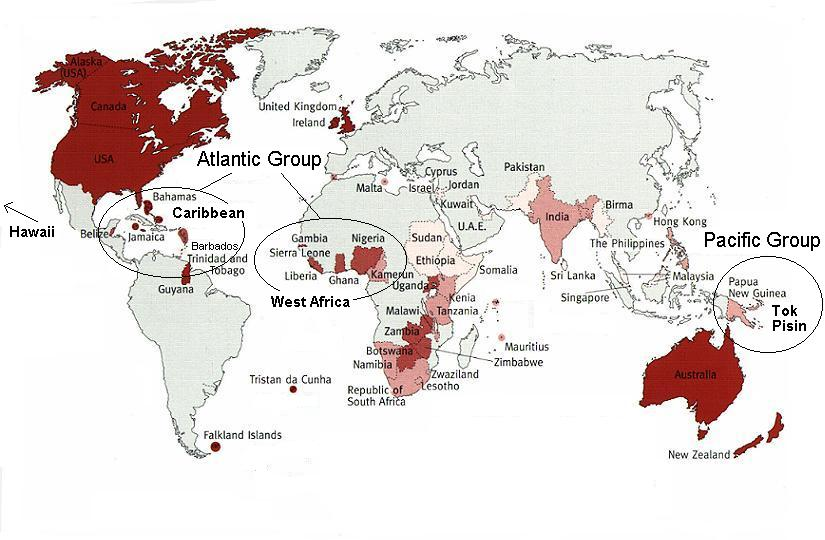 Alaska
(USA)
Canada
USA
United Kingdom
Ireland
Atlantic Group
Bahamas
Caribbean
Hawaii
Belize
Jamaica
Barbados
Trinidad and
Tobago
Guyana
Malta
Cyprus
Israel
Jordan
Kuwait
U.A.E.
Pakistan
India
Birma
Hong Kong
The Philippines
Pacific Group
Gambia
Nigeria
Sierra Leone
Liberia
Ghana
Kamerun
West Africa
Sudan
Ethiopia
Somalia
Uganda
Kenia
Tanzania
Malawi
Zambia
Botswana
Namibia
Republic of
South Africa
Zwaziland
Lesotho
Zimbabwe
Mauritius
Sri Lanka
Singapore
Malaysia
Papua
New Guinea
Tok
Pisin
Australia
New Zealand
Tristan da Cunha
Falkland Islands